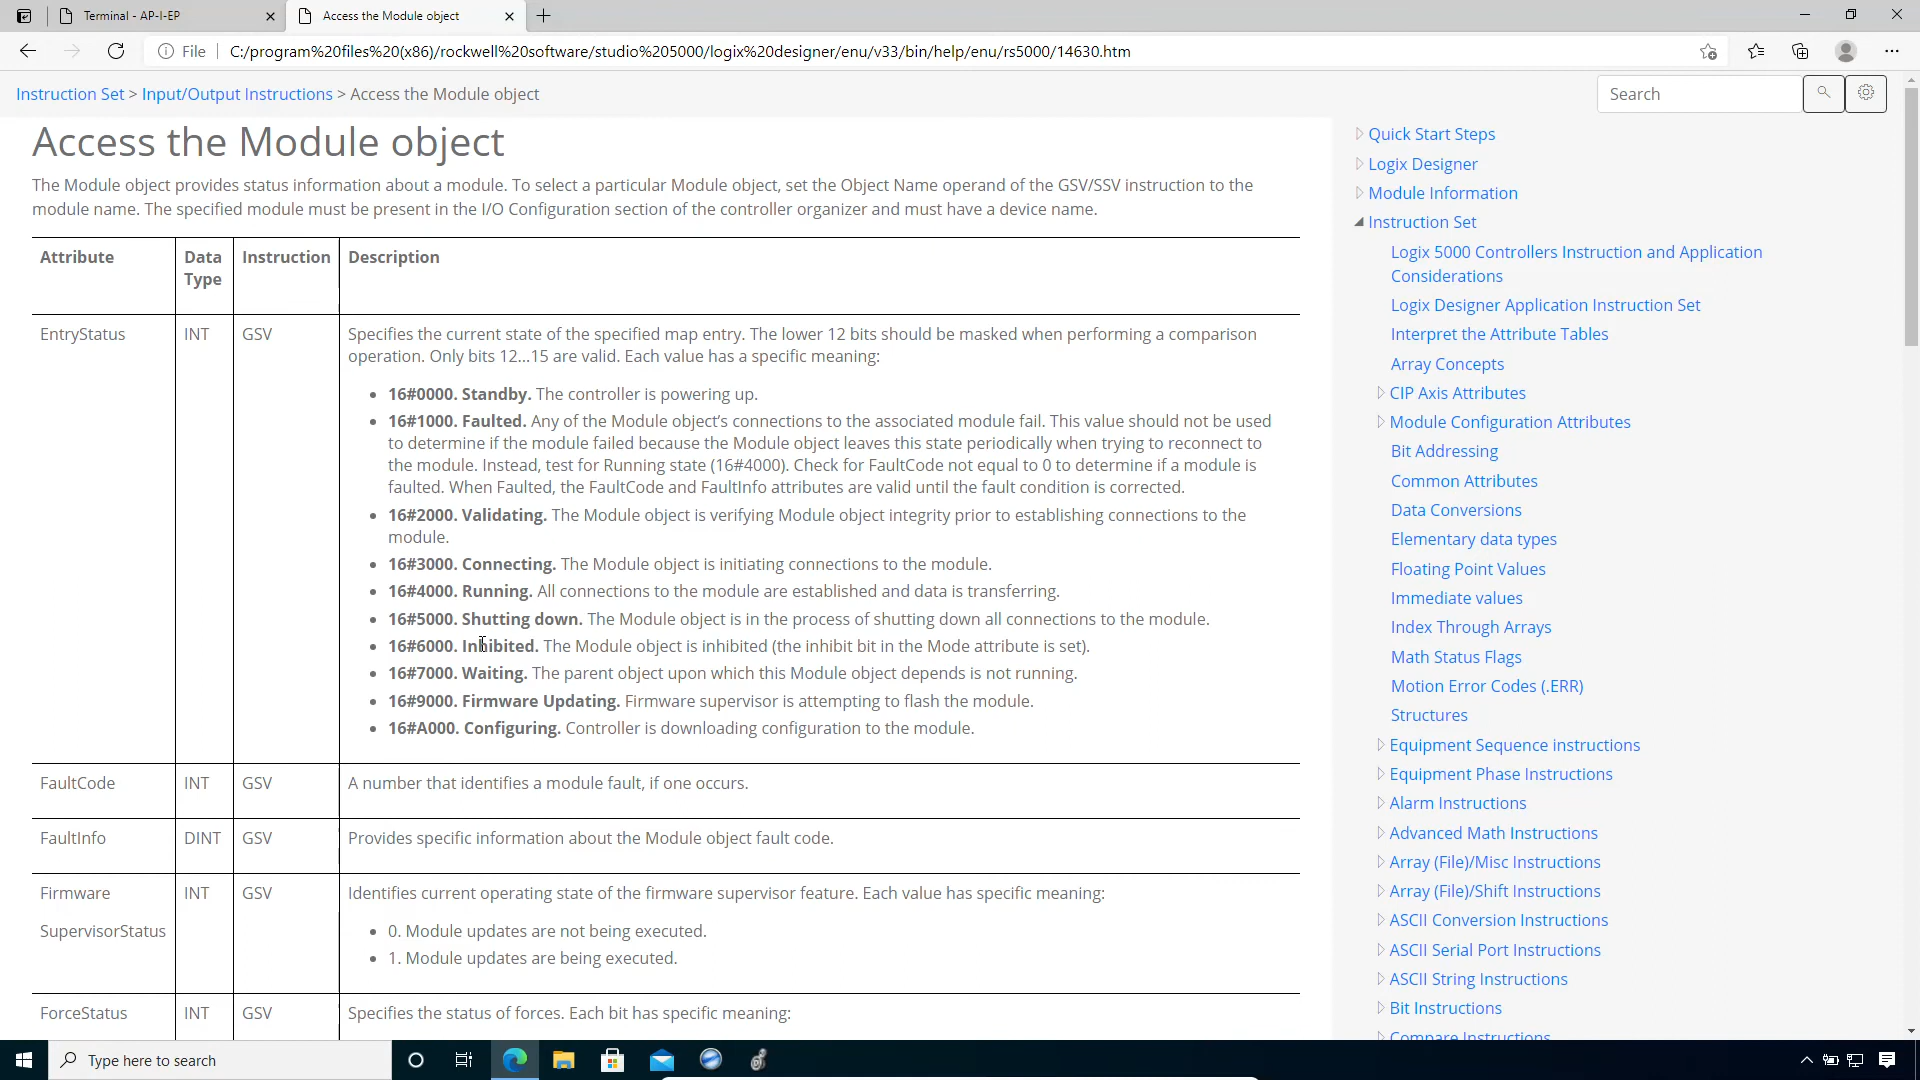 Terminal - AP-I-EP
Access the Module object
File
C:/program%20files%20(x86)/rockwell%20software/studio%205000/logix%20designer/enu/v33/bin/help/enu/rs5000/14630.htm
Instruction Set > Input/Output Instructions > Access the Module object
Search
Access the Module object
The Module object provides status information about a module. To select a particular Module object, set the Object Name operand of the GSV/SSV instruction to the
module name. The specified module must be present in the I/O Configuration section of the controller organizer and must have a device name.
Attribute Data Type Instruction Description
EntryStatus INT GSV Specifies the current state of the specified map entry. The lower 12 bits should be masked when performing a comparison
operation. Only bits 12...15 are valid. Each value has a specific meaning:
• 16#0000. Standby. The controller is powering up.
• 16#1000. Faulted. Any of the Module object’s connections to the associated module fail. This value should not be used
to determine if the module failed because the Module object leaves this state periodically when trying to reconnect to
the module. Instead, test for Running state (16#4000). Check for FaultCode not equal to 0 to determine if a module is
faulted. When Faulted, the FaultCode and FaultInfo attributes are valid until the fault condition is corrected.
• 16#2000. Validating. The Module object is verifying Module object integrity prior to establishing connections to the
module.
• 16#3000. Connecting. The Module object is initiating connections to the module.
• 16#4000. Running. All connections to the module are established and data is transferring.
• 16#5000. Shutting down. The Module object is in the process of shutting down all connections to the module.
• 16#6000. Inhibited. The Module object is inhibited (the inhibit bit in the Mode attribute is set).
• 16#7000. Waiting. The parent object upon which this Module object depends is not running.
• 16#9000. Firmware Updating. Firmware supervisor is attempting to flash the module.
• 16#A000. Configuring. Controller is downloading configuration to the module.
FaultCode INT GSV A number that identifies a module fault, if one occurs.
FaultInfo DINT GSV Provides specific information about the Module object fault code.
Firmware INT GSV Identifies current operating state of the firmware supervisor feature. Each value has specific meaning:
SupervisorStatus
• 0. Module updates are not being executed.
• 1. Module updates are being executed.
ForceStatus INT GSV Specifies the status of forces. Each bit has specific meaning:
Quick Start Steps
Logix Designer
Module Information
Instruction Set
Logix 5000 Controllers Instruction and Application
Considerations
Logix Designer Application Instruction Set
Interpret the Attribute Tables
Array Concepts
CIP Axis Attributes
Module Configuration Attributes
Bit Addressing
Common Attributes
Data Conversions
Elementary data types
Floating Point Values
Immediate values
Index Through Arrays
Math Status Flags
Motion Error Codes (.ERR)
Structures
Equipment Sequence instructions
Equipment Phase Instructions
Alarm Instructions
Advanced Math Instructions
Array (File)/Misc Instructions
Array (File)/Shift Instructions
ASCII Conversion Instructions
ASCII Serial Port Instructions
ASCII String Instructions
Bit Instructions
Compare Instructions
Type here to search